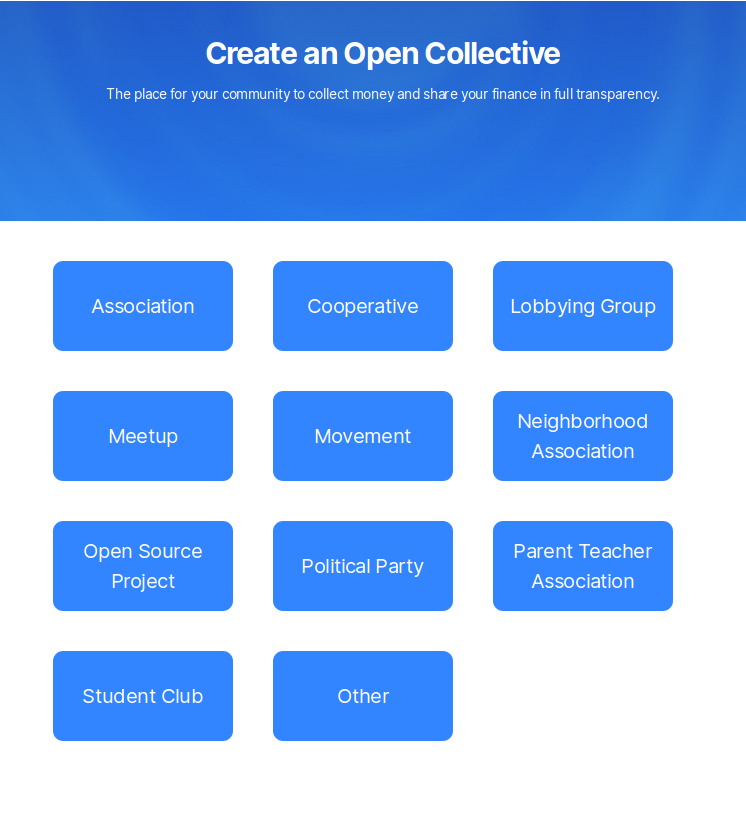 Create an Open Collective
The place for your community to collect money and share your finance in full transparency.
Association
Cooperative
Lobbying Group
Meetup
Movement
Neighborhood
Association
Open Source
Project
Political Party
Parent Teacher
Association
Student Club
Other